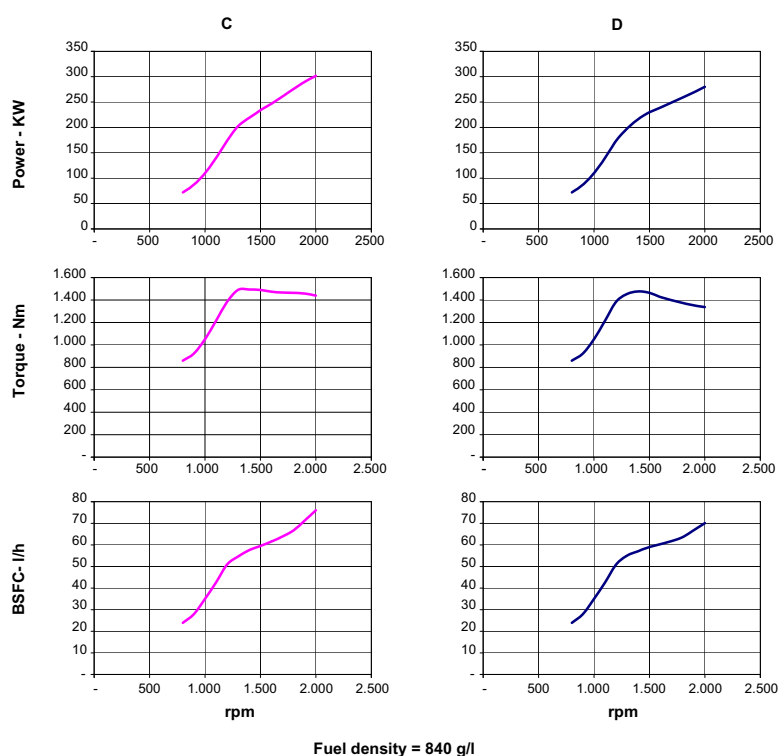 C D
Power - KW
350 350
300 300
250 250
200 200
150 150
100 100
50 50
0 0
- 500 1000 1500 2000 2500 - 500 1000 1500 2000 2500
Torque - Nm
1.600 1.600
1.400 1.400
1.200 1.200
1.000 1.000
800 800
600 600
400 400
200 200
- -
- 500 1.000 1.500 2.000 2.500 - 500 1.000 1.500 2.000 2.500
BSFC- l/h
80 80
70 70
60 60
50 50
40 40
30 30
20 20
10 10
- -
- 500 1.000 1.500 2.000 2.500 - 500 1.000 1.500 2.000 2.500
rpm rpm
Fuel density = 840 g/l